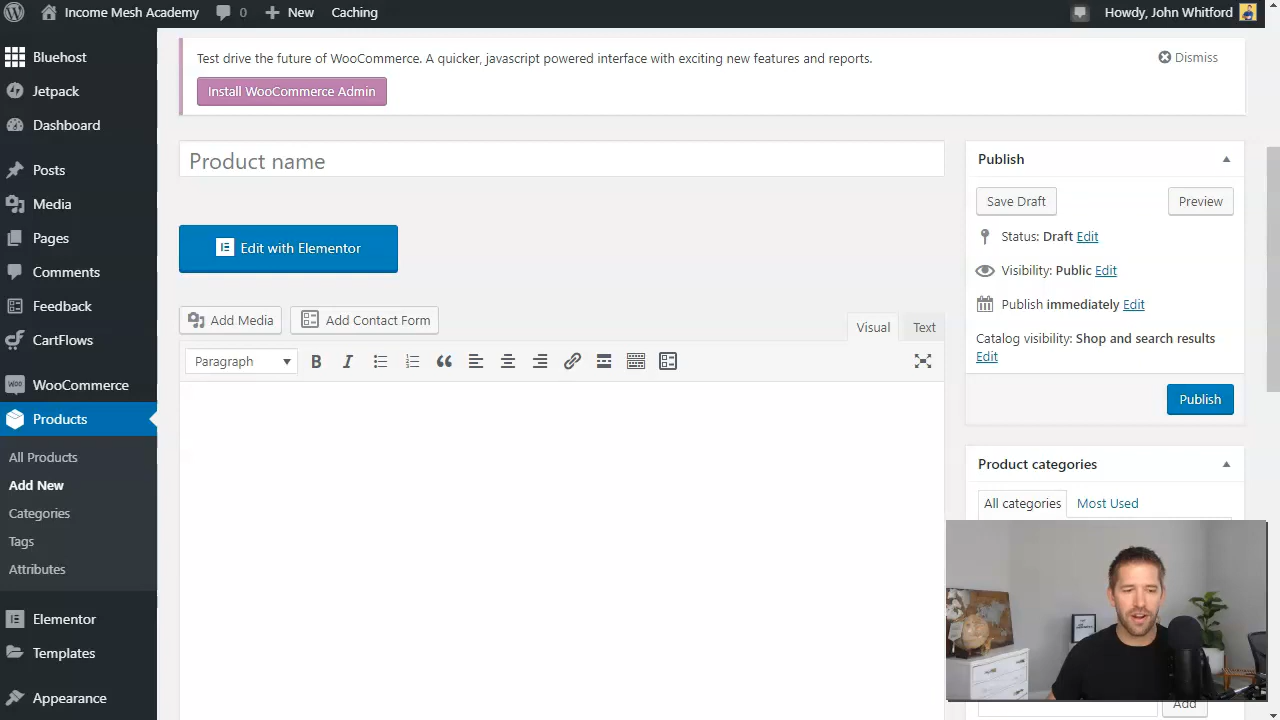 Income Mesh Academy 0 New Caching Howdy, John Whitford
Bluehost
Jetpack
Dashboard
Posts
Media
Pages
Comments
Feedback
CartFlows
WooCommerce
Products
All Products
Add New
Categories
Tags
Attributes
Elementor
Templates
Appearance
Test drive the future of WooCommerce. A quicker, javascript powered interface with exciting new features and reports.
Dismiss
Install WooCommerce Admin
Product name
Edit with Elementor
Add Media Add Contact Form
Visual Text
Paragraph B I
Publish
Save Draft Preview
Status: Draft Edit
Visibility: Public Edit
Publish immediately Edit
Catalog visibility: Shop and search results
Edit
Publish
Product categories
All categories Most Used
Add